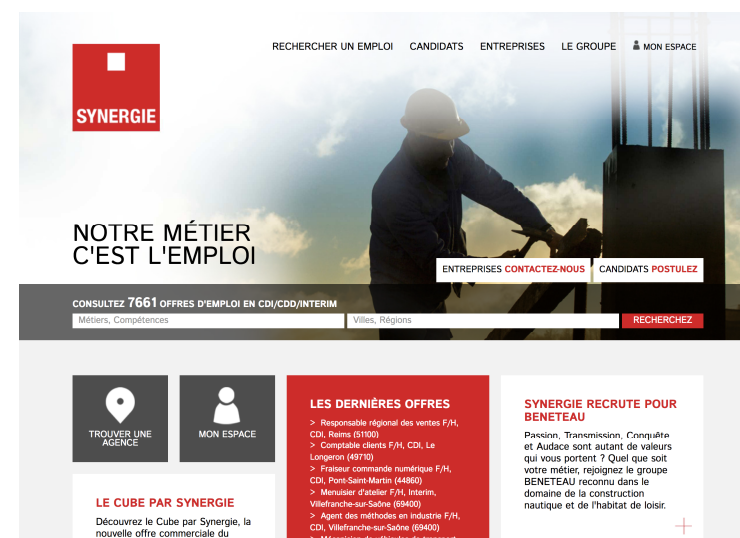 RECHERCHER UN EMPLOI CANDIDATS ENTREPRISES LE GROUPE MON ESPACE
SYNERGIE
NOTRE MÉTIER
C'EST L'EMPLOI
ENTREPRISES CONTACTEZ-NOUS CANDIDATS POSTULEZ
CONSULTEZ 7661 OFFRES D'EMPLOI EN CDI/CDD/INTERIM
Métiers, Compétences Villes, Régions RECHERCHEZ
TROUVER UNE
AGENCE
MON ESPACE
LE CUBE PAR SYNERGIE
Découvrez le Cube par Synergie, la
nouvelle offre commerciale du
LES DERNIÈRES OFFRES
> Responsable régional des ventes F/H,
CDI, Reims (51100)
> Comptable clients F/H, CDI, Le
Longeron (49710)
> Fraiseur commande numérique F/H,
CDI, Pont-Saint-Martin (44860)
> Menuisier d'atelier F/H, Interim,
Villefranche-sur-Saône (69400)
> Agent des méthodes en industrie F/H,
CDI, Villefranche-sur-Saône (69400)
> Mécanicien de véhicules de transport
SYNERGIE RECRUTE POUR
BENETEAU
Passion, Transmission, Conquête
et Audace sont autant de valeurs
qui vous portent ? Quel que soit
votre métier, rejoignez le groupe
BENETEAU reconnu dans le
domaine de la construction
nautique et de l'habitat de loisir.